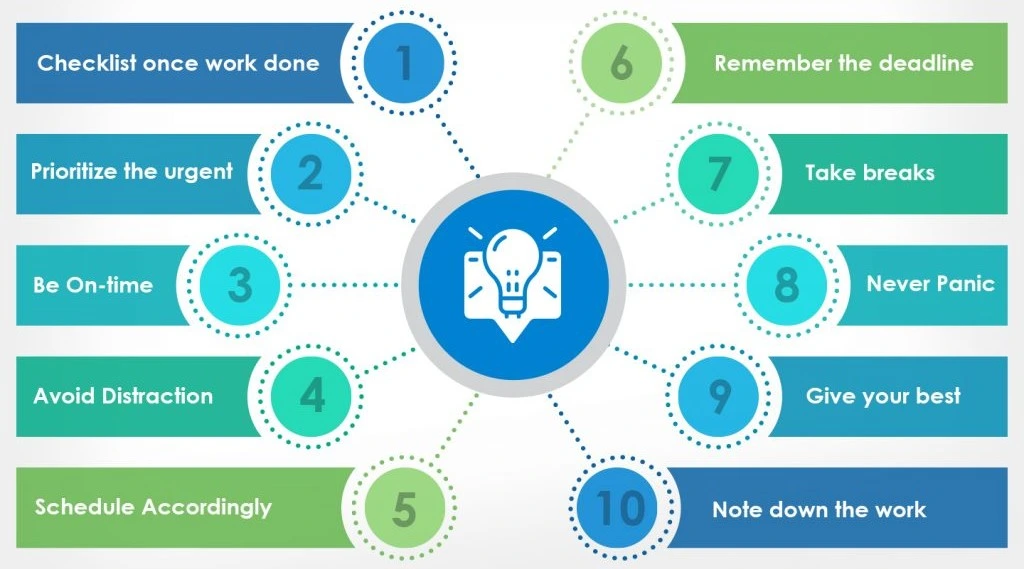 Checklist once work done
1
Prioritize the urgent
2
Be On-time
3
Avoid Distraction
4
Schedule Accordingly
5
6
Remember the deadline
7
Take breaks
8
Never Panic
9
Give your best
10
Note down the work